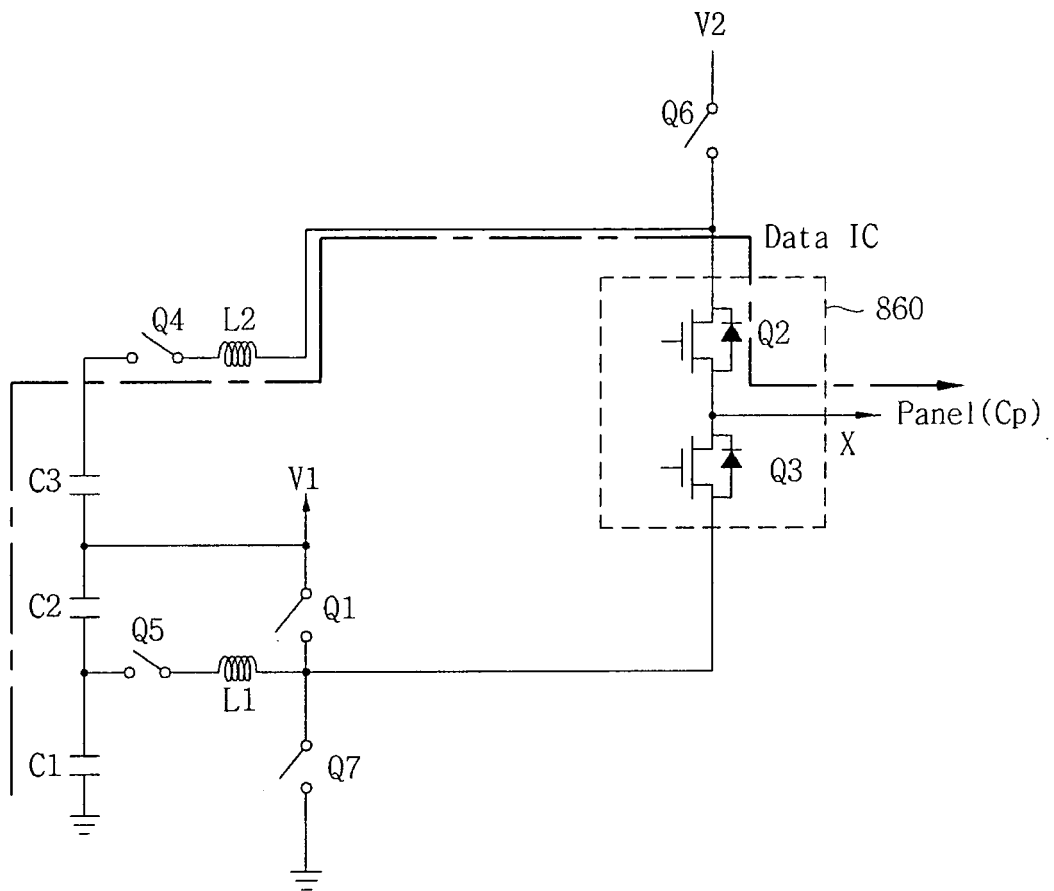 V2
Q6
Data IC
860
Q4
L2
Q2
Panel(Cp)
X
C3
V1
Q3
C2
Q5
Q1
L1
C1
Q7